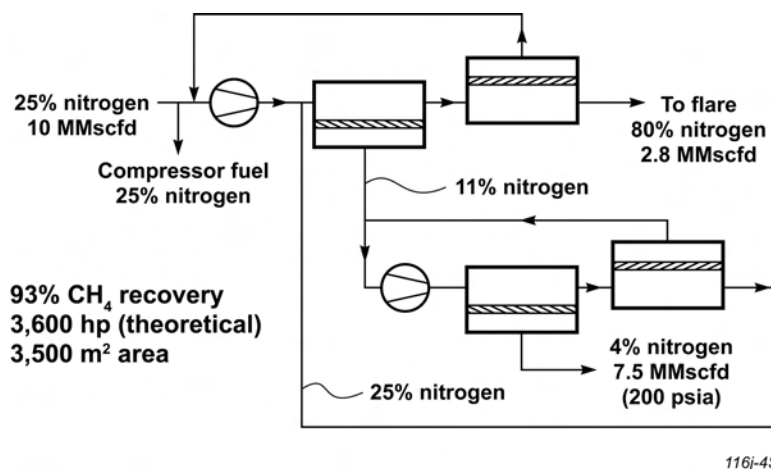 25% nitrogen
10 MMscfd
Compressor fuel
25% nitrogen
To flare
80% nitrogen
2.8 MMscfd
11% nitrogen
93% CH₄ recovery
3,600 hp (theoretical)
3,500 m² area
4% nitrogen
7.5 MMscfd
(200 psia)
25% nitrogen